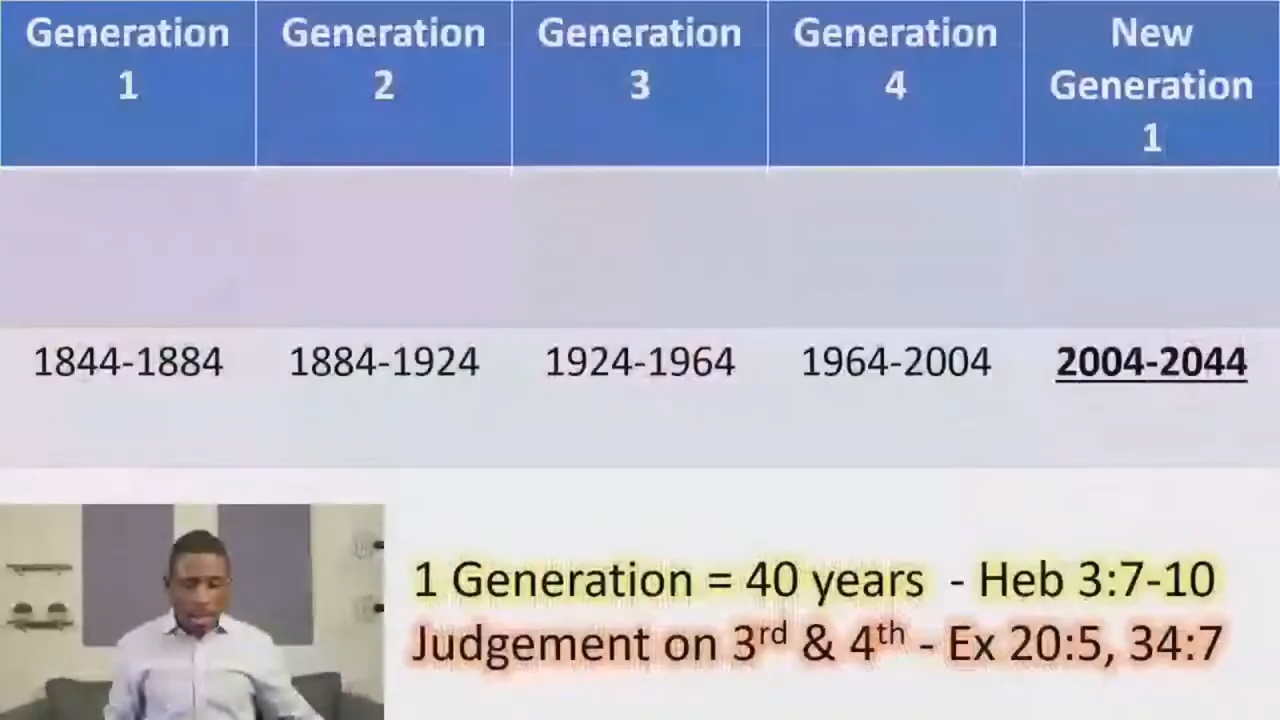 Generation 1
Generation 2
Generation 3
Generation 4
New Generation 1
1844-1884
1884-1924
1924-1964
1964-2004
2004-2044
1 Generation = 40 years - Heb 3:7-10
Judgement on 3rd & 4th - Ex 20:5, 34:7